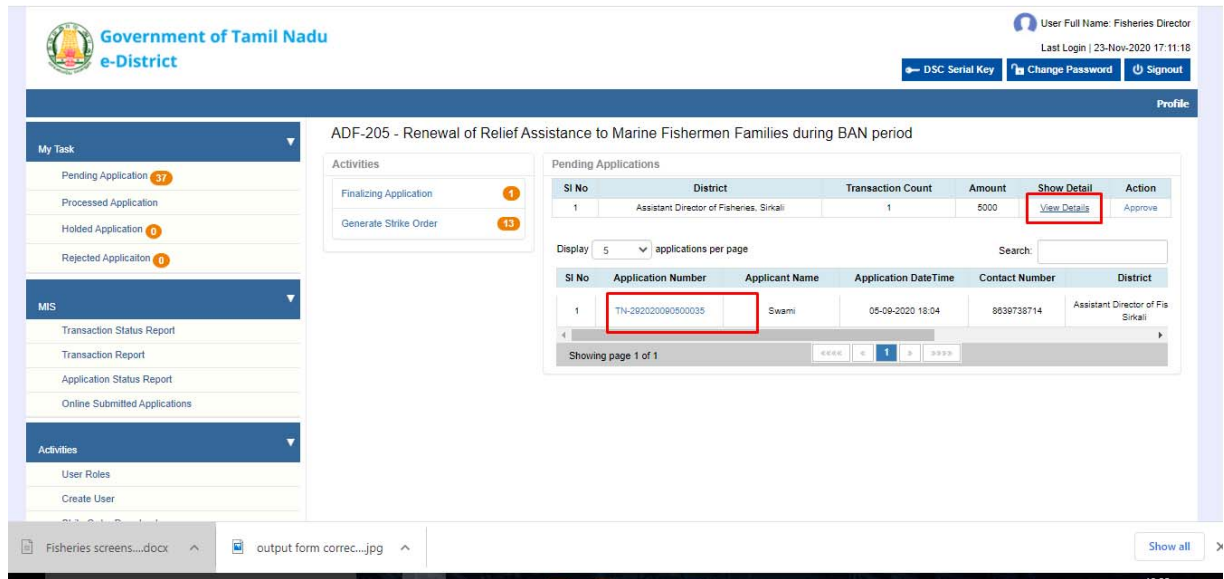 Government of Tamil Nadu
e-District
User Full Name: Fisheries Director
Last Login | 23-Nov-2020 17:11:18
DSC Serial Key Change Password Signout
Profile
My Task
Pending Application 37
Processed Application
Holded Application 0
Rejected Applicaiton 0
MIS
Transaction Status Report
Transaction Report
Application Status Report
Online Submitted Applications
Activities
User Roles
Create User
ADF-205 - Renewal of Relief Assistance to Marine Fishermen Families during BAN period
Activities
Finalizing Application 1
Generate Strike Order 13
Pending Applications
SI No District Transaction Count Amount Show Detail Action
1 Assistant Director of Fisheries, Sirkali 1 5000 View Details Approve
Display 5 applications per page Search:
SI No Application Number Applicant Name Application DateTime Contact Number District
1 TN-292020090500035 Swami 05-09-2020 18:04 8639738714 Assistant Director of Fis
Sirkali
Showing page 1 of 1 «««« « 1 » »»»»
Fisheries screens....docx output form correc....jpg Show all